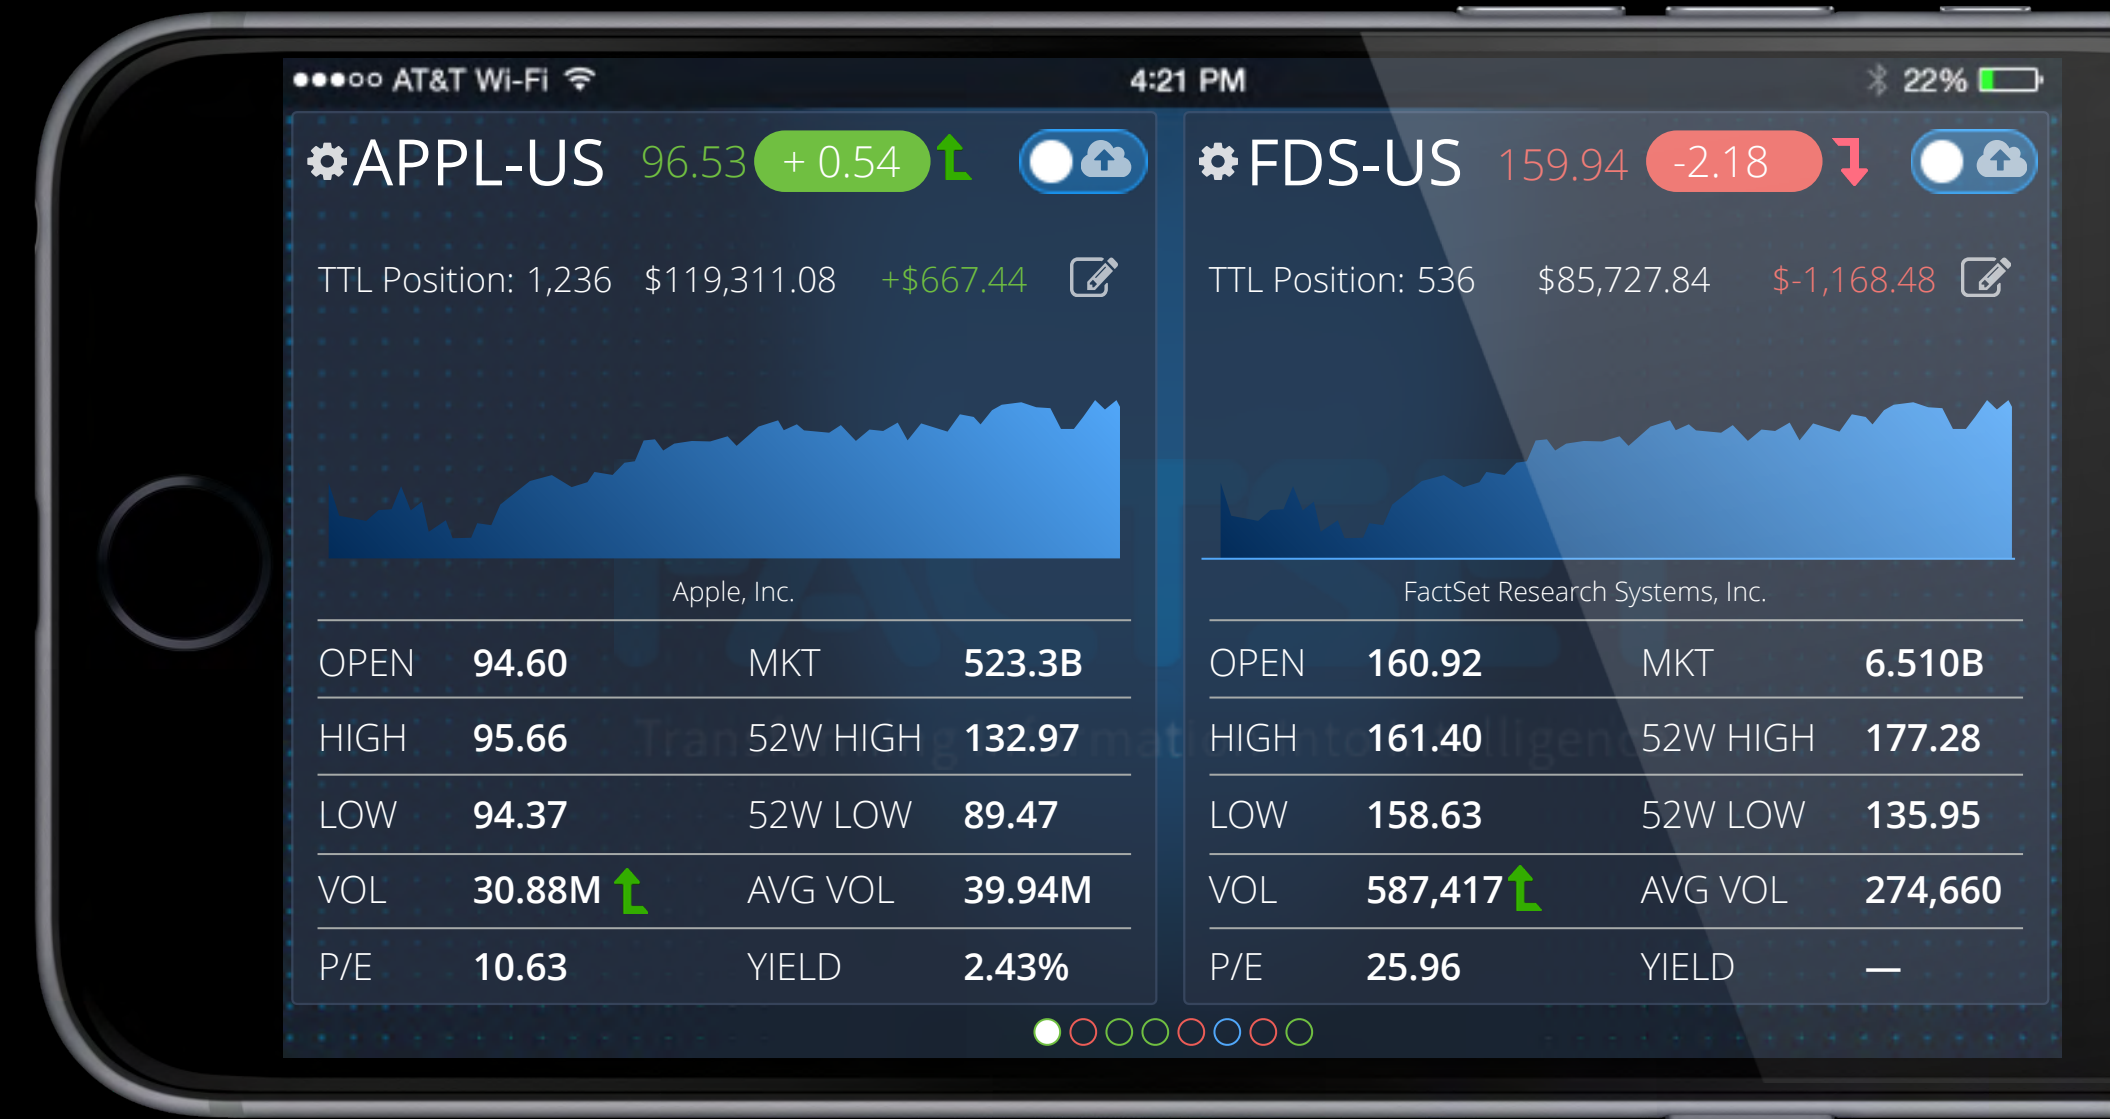 AT&T Wi-Fi 4:21 PM 22%
APPL-US 96.53 + 0.54
TTL Position: 1,236 $119,311.08 +$667.44
Apple, Inc.
OPEN 94.60 MKT 523.3B
HIGH 95.66 52W HIGH 132.97
LOW 94.37 52W LOW 89.47
VOL 30.88M AVG VOL 39.94M
P/E 10.63 YIELD 2.43%
FDS-US 159.94 -2.18
TTL Position: 536 $85,727.84 $-1,168.48
FactSet Research Systems, Inc.
OPEN 160.92 MKT 6.510B
HIGH 161.40 52W HIGH 177.28
LOW 158.63 52W LOW 135.95
VOL 587,417 AVG VOL 274,660
P/E 25.96 YIELD —
FACTSET